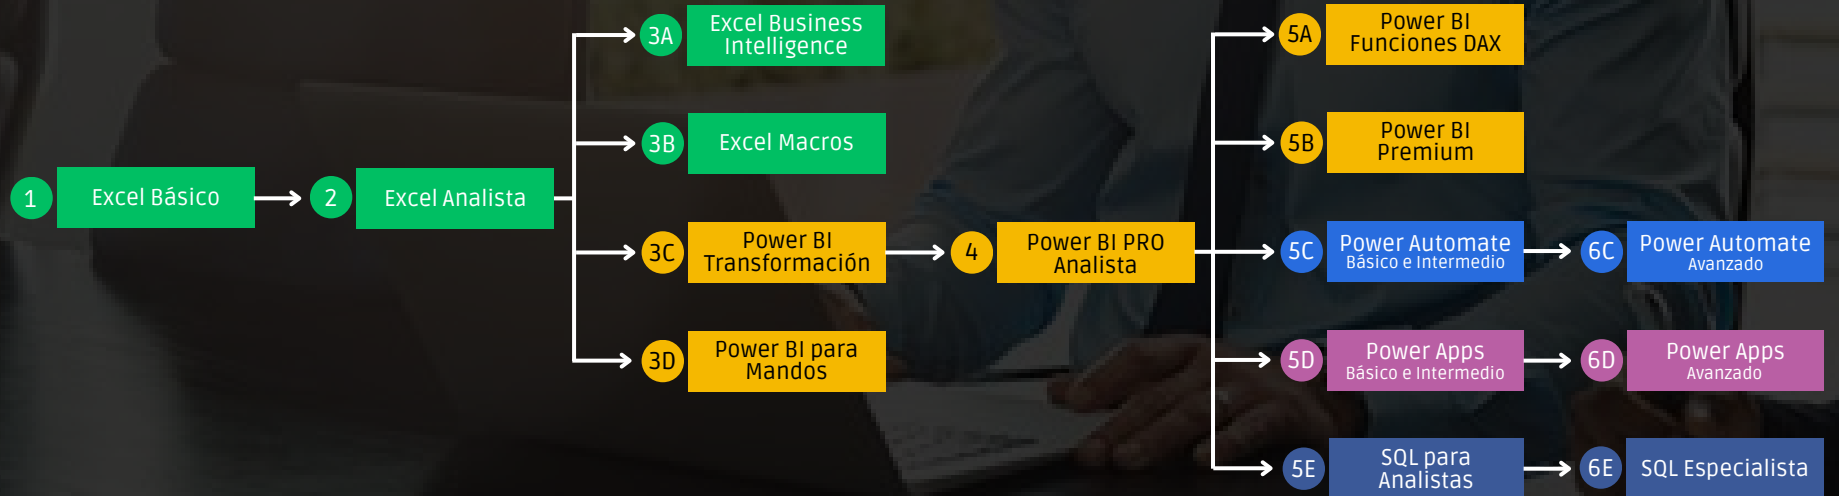 1
Excel Básico
2
Excel Analista
3A
Excel Business
Intelligence
3B
Excel Macros
3C
Power BI
Transformación
3D
Power BI para
Mandos
4
Power BI PRO
Analista
5A
Power BI
Funciones DAX
5B
Power BI
Premium
5C
Power Automate
Básico e Intermedio
6C
Power Automate
Avanzado
5D
Power Apps
Básico e Intermedio
6D
Power Apps
Avanzado
5E
SQL para
Analistas
6E
SQL Especialista